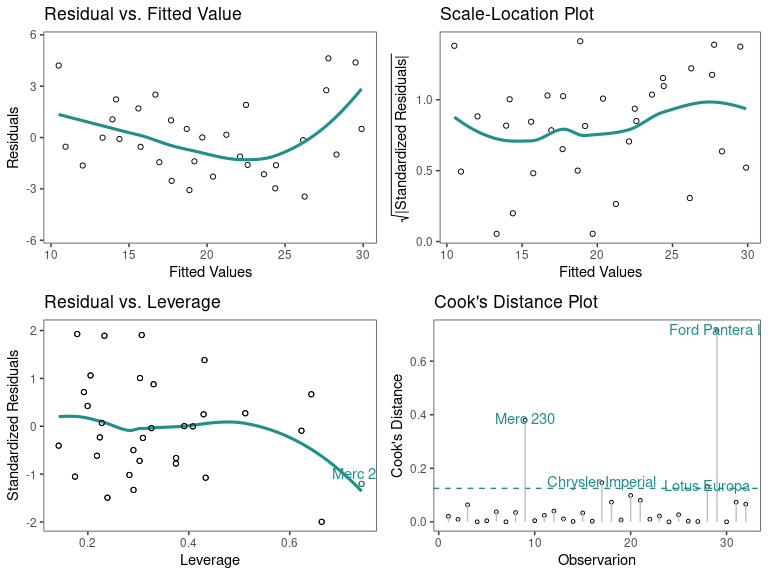 Residual vs. Fitted Value
6
3
0
-3
-6
Residuals
10
15
20
25
30
Fitted Values
Scale-Location Plot
1.0
0.5
0.0
√|Standardized Residuals|
10
15
20
25
30
Fitted Values
Residual vs. Leverage
2
1
0
-1
-2
Standardized Residuals
Merc 2
0.2
0.4
0.6
Leverage
Cook's Distance Plot
0.6
0.4
0.2
0.0
Cook's Distance
Ford Pantera L
Merc 230
Chrysler Imperial
Lotus Europa
0
10
20
30
Observarion